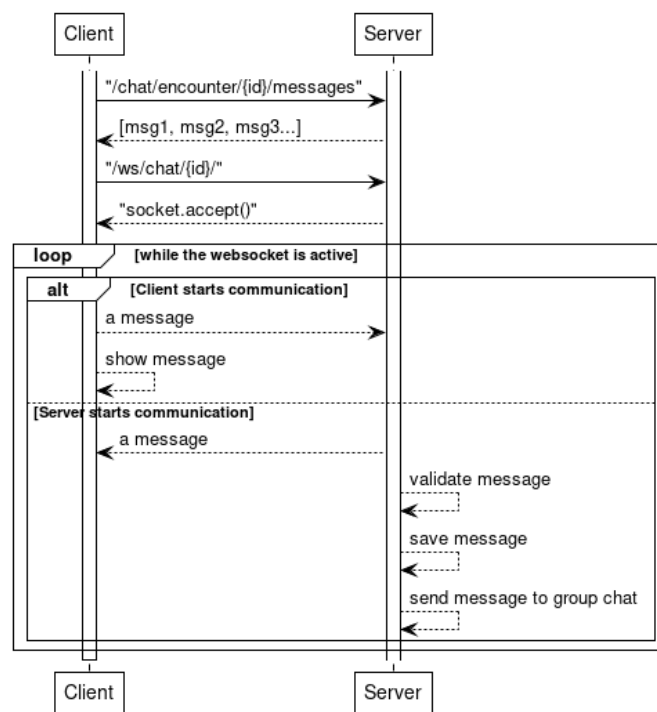 Client Server
"/chat/encounter/{id}/messages"
[msg1, msg2, msg3...]
"/ws/chat/{id}/"
"socket.accept()"
loop [while the websocket is active]
alt [Client starts communication]
a message
show message
[Server starts communication]
a message
validate message
save message
send message to group chat
Client Server